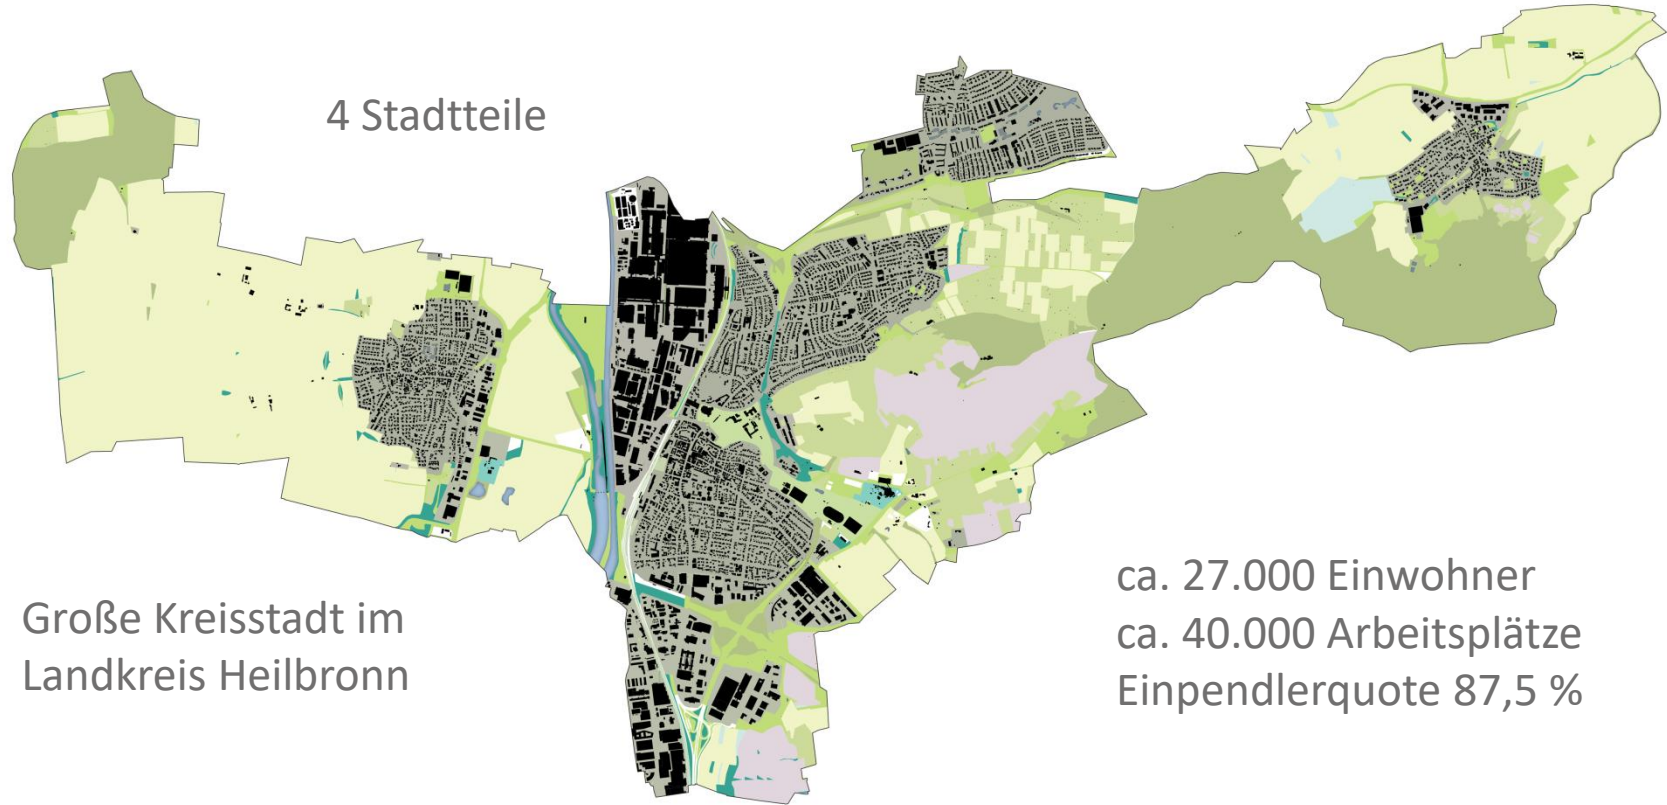 4 Stadtteile
Große Kreisstadt im
Landkreis Heilbronn
ca. 27.000 Einwohner
ca. 40.000 Arbeitsplätze
Einpendlerquote 87,5 %